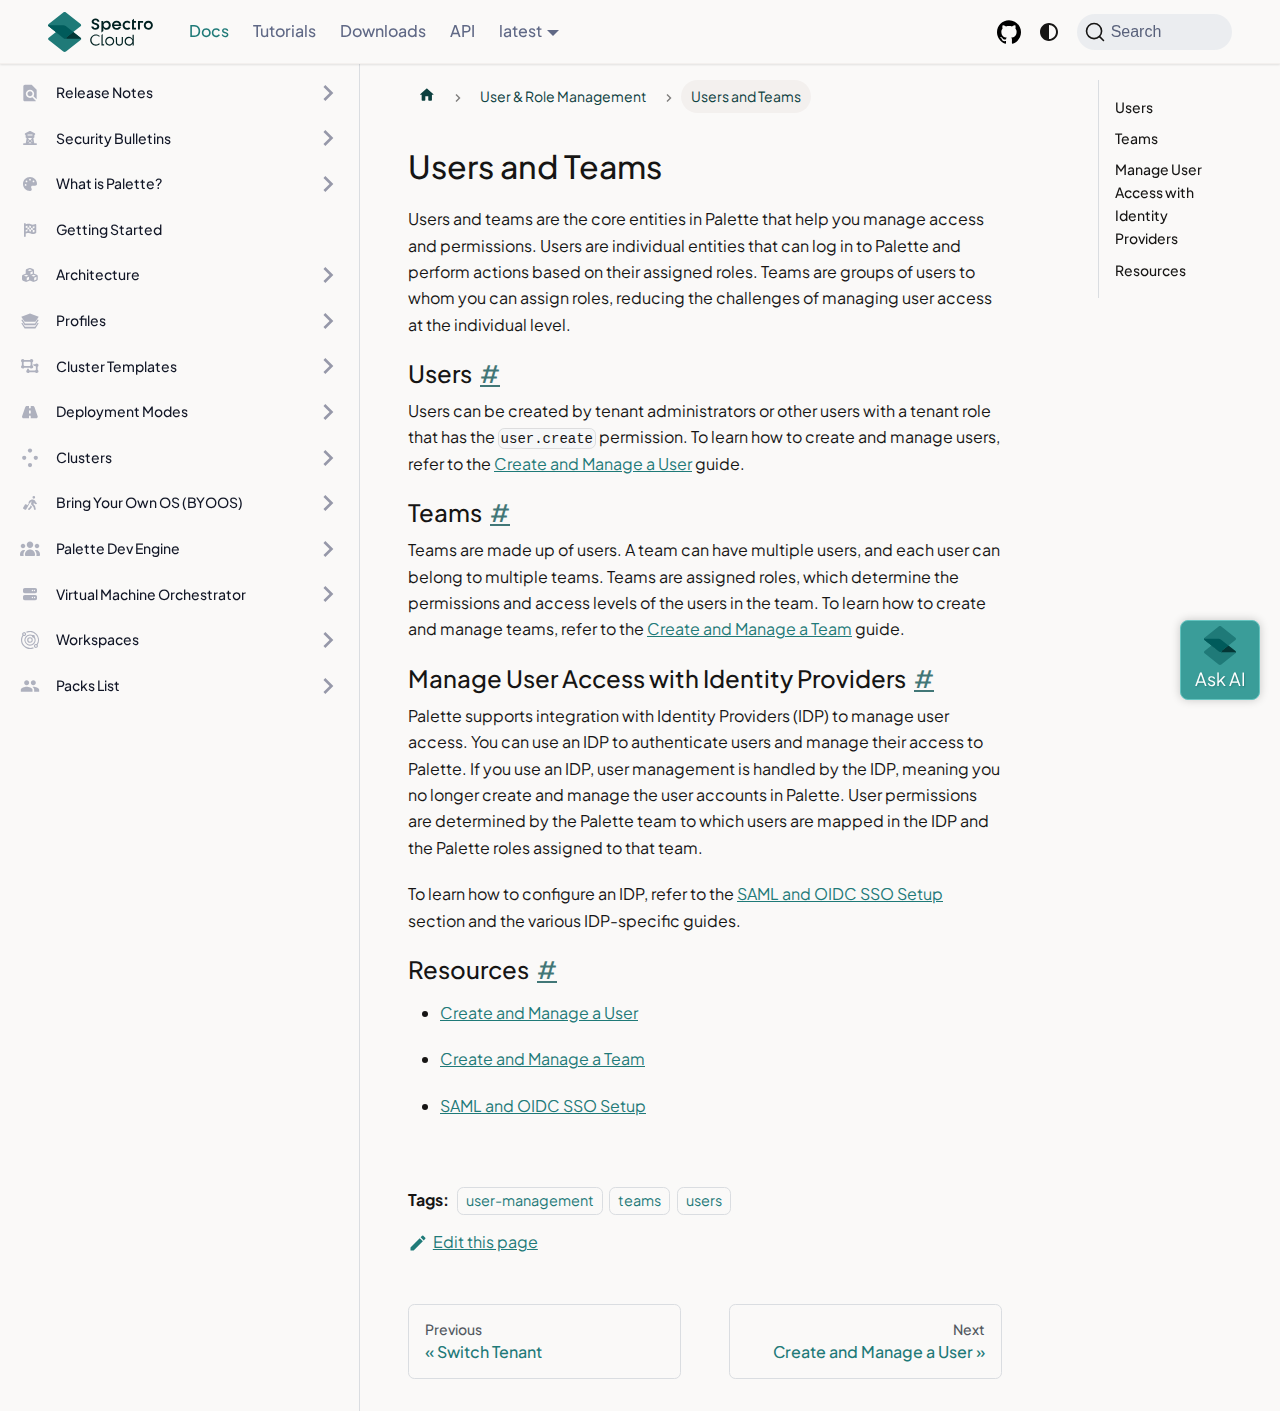 Spectro
Cloud
Docs
Tutorials
Downloads
API
latest
Search
Release Notes
Security Bulletins
What is Palette?
Getting Started
Architecture
Profiles
Cluster Templates
Deployment Modes
Clusters
Bring Your Own OS (BYOOS)
Palette Dev Engine
Virtual Machine Orchestrator
Workspaces
Packs List
User & Role Management
Users and Teams
Users and Teams
Users and teams are the core entities in Palette that help you manage access
and permissions. Users are individual entities that can log in to Palette and
perform actions based on their assigned roles. Teams are groups of users to
whom you can assign roles, reducing the challenges of managing user access
at the individual level.
Users #
Users can be created by tenant administrators or other users with a tenant role
that has the user.create permission. To learn how to create and manage users,
refer to the Create and Manage a User guide.
Teams #
Teams are made up of users. A team can have multiple users, and each user can
belong to multiple teams. Teams are assigned roles, which determine the
permissions and access levels of the users in the team. To learn how to create
and manage teams, refer to the Create and Manage a Team guide.
Manage User Access with Identity Providers #
Palette supports integration with Identity Providers (IDP) to manage user
access. You can use an IDP to authenticate users and manage their access to
Palette. If you use an IDP, user management is handled by the IDP, meaning you
no longer create and manage the user accounts in Palette. User permissions
are determined by the Palette team to which users are mapped in the IDP and
the Palette roles assigned to that team.
To learn how to configure an IDP, refer to the SAML and OIDC SSO Setup
section and the various IDP-specific guides.
Resources #
Create and Manage a User
Create and Manage a Team
SAML and OIDC SSO Setup
Tags: user-management teams users
Edit this page
Previous
« Switch Tenant
Next
Create and Manage a User »
Users
Teams
Manage User
Access with
Identity
Providers
Resources
Ask AI